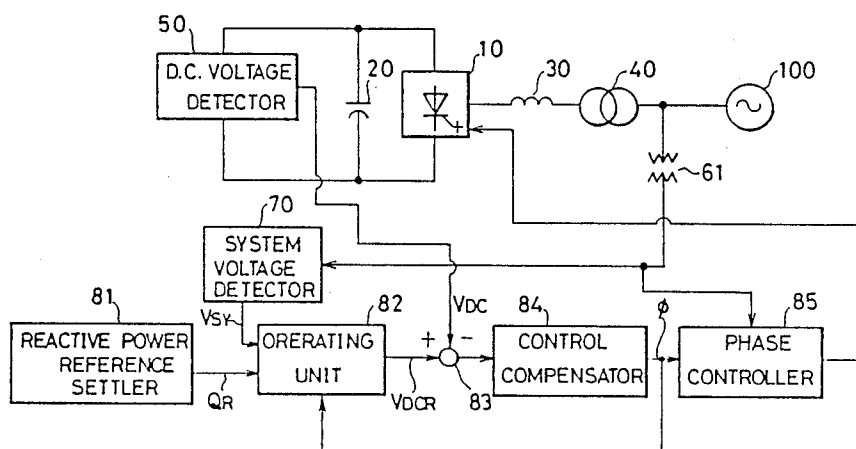 50
D.C. VOLTAGE
DETECTOR
20
10
30
40
100
61
70
SYSTEM
VOLTAGE
DETECTOR
VSY
VDC
81
REACTIVE POWER
REFERENCE
SETTLER
QR
82
ORERATING
UNIT
VDCR
+
−
83
84
CONTROL
COMPENSATOR
φ
85
PHASE
CONTROLLER